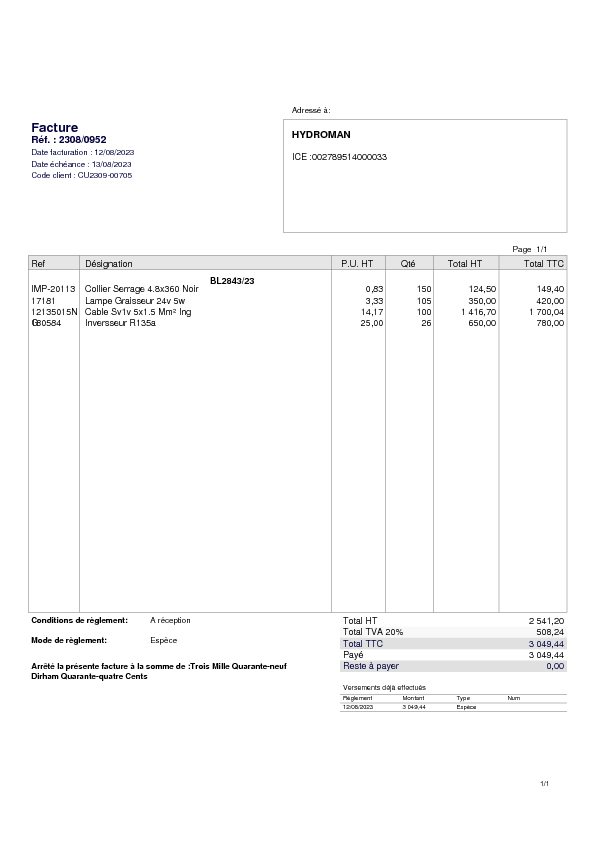 Adressé à:
Facture
Réf. : 2308/0952
Date facturation : 12/08/2023
Date échéance : 13/08/2023
Code client : CU2309-00705
HYDROMAN
ICE :002789514000033
Page 1/1
Ref Désignation P.U. HT Qté Total HT Total TTC
BL2843/23
IMP-20113 Collier Serrage 4.8x360 Noir 0,83 150 124,50 149,40
17181 Lampe Graisseur 24v 5w 3,33 105 350,00 420,00
12135015N Cable Sv1v 5x1.5 Mm² Ing 14,17 100 1 416,70 1 700,04
G
680584 Inversseur R135a 25,00 26 650,00 780,00
Conditions de règlement: A réception
Mode de règlement: Espèce
Arrêté la présente facture à la somme de :Trois Mille Quarante-neuf
Dirham Quarante-quatre Cents
Total HT 2 541,20
Total TVA 20% 508,24
Total TTC 3 049,44
Payé 3 049,44
Reste à payer 0,00
Versements déjà effectués
Règlement Montant Type Num
12/08/2023 3 049,44 Espèce
1/1